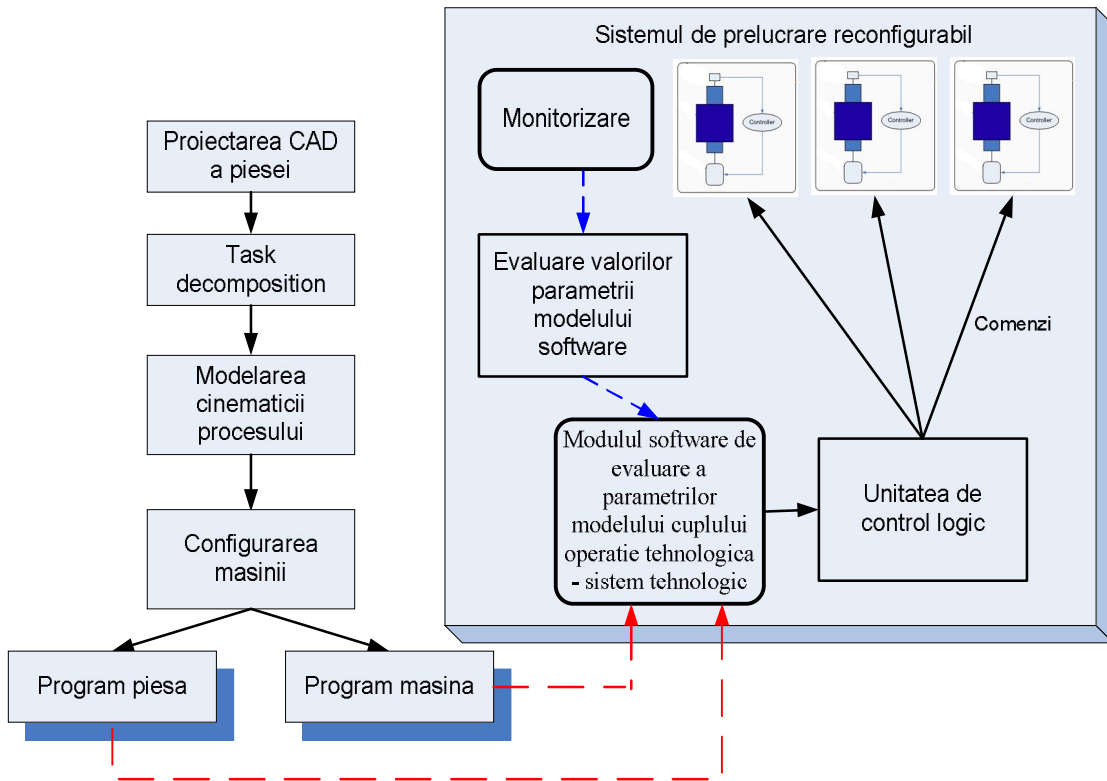 Sistemul de prelucrare reconfigurabil
Monitorizare
Controller
Controller
Controller
Proiectarea CAD
a piesei
Task
decomposition
Modelarea
cinematicii
procesului
Configurarea
masinii
Program piesa
Program masina
Evaluare valorilor
parametrii
modelului
software
Modulul software de
evaluare a
parametrilor
modelului cuplului
operatie tehnologica
- sistem tehnologic
Unitatea de
control logic
Comenzi